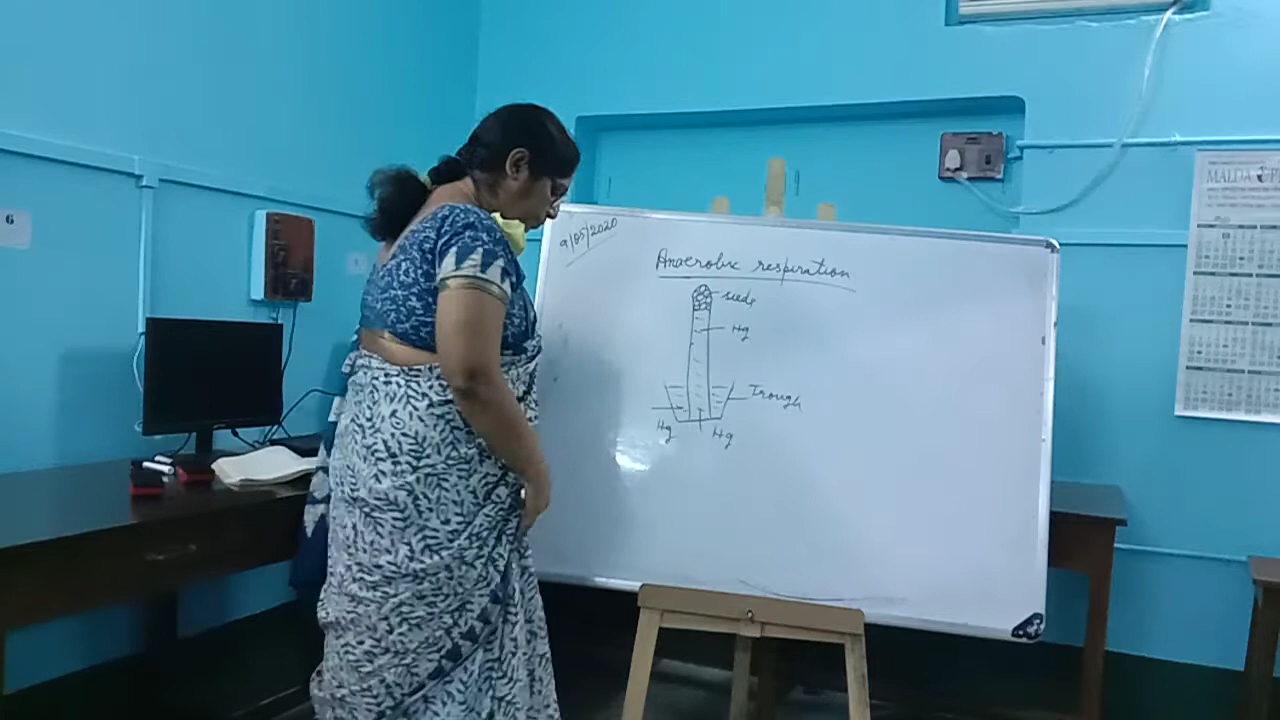 9/05/2020
Anaerobic respiration
seeds
Hg
Trough
Hg
Hg
6
MALDA